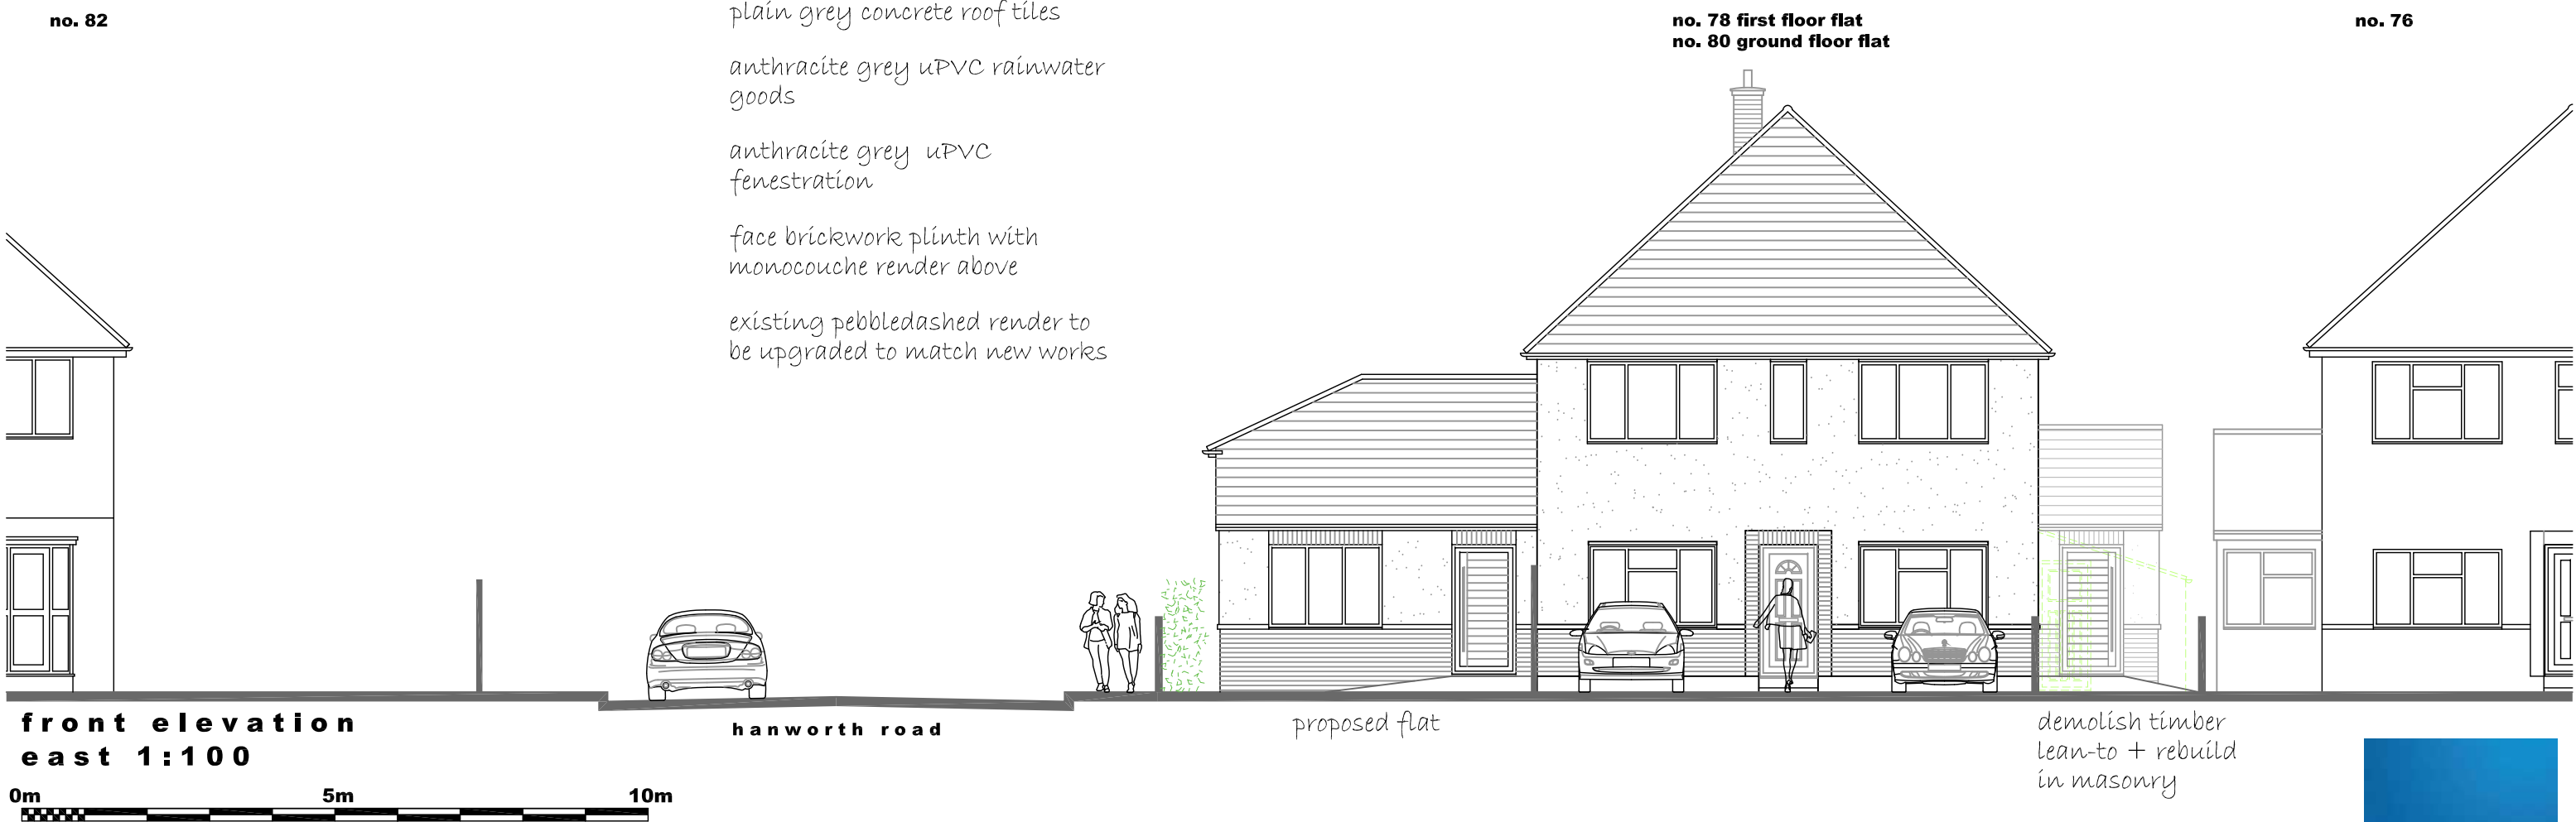 no. 82
plain grey concrete roof tiles
anthracite grey uPVC rainwater
goods
anthracite grey uPVC
fenestration
face brickwork plinth with
monocouche render above
existing pebbledashed render to
be upgraded to match new works
no. 78 first floor flat
no. 80 ground floor flat
no. 76
front elevation
east 1:100
hanworth road
proposed flat
demolish timber
lean-to + rebuild
in masonry
0m 5m 10m